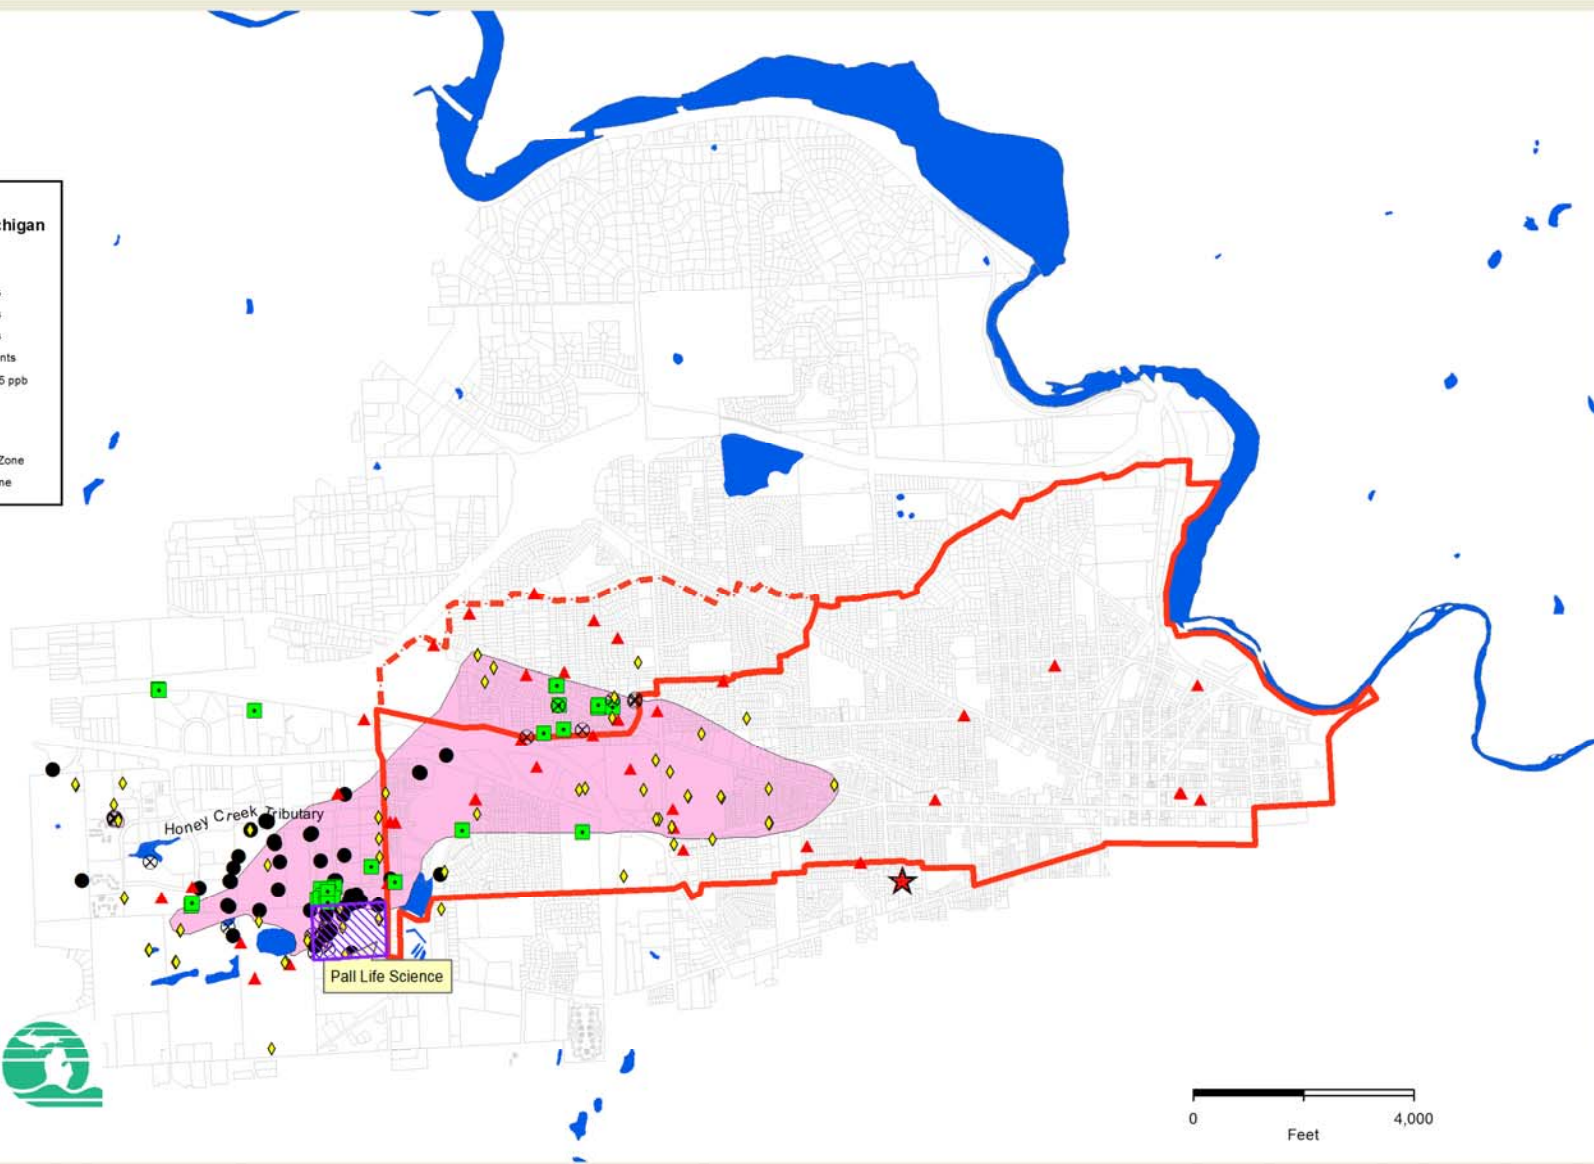 chigan
s
s
s
nts
5 ppb
Zone
ne
Honey Creek Tributary
Pall Life Science
0
4,000
Feet